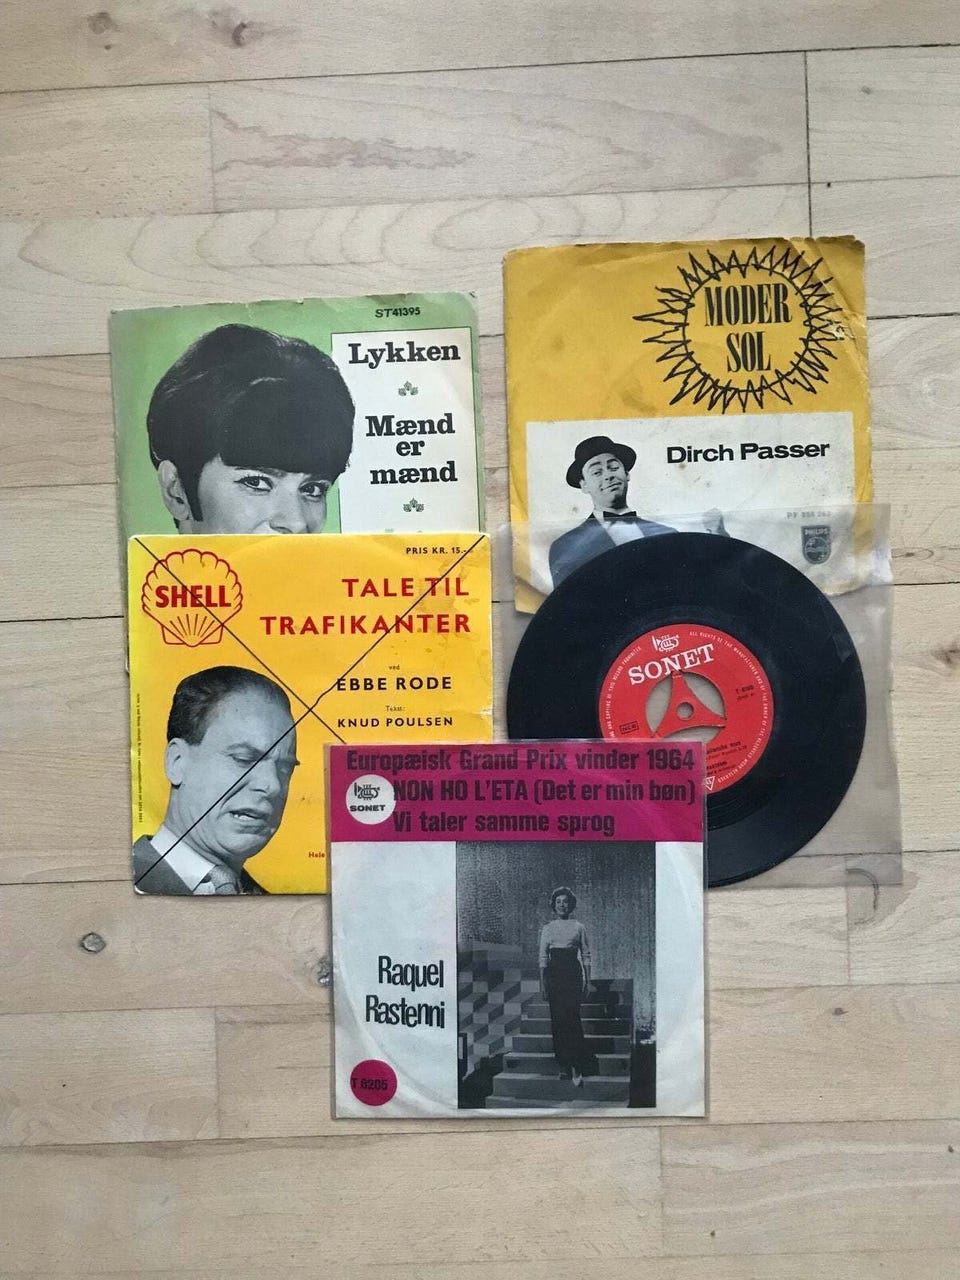 ST41395
Lykken
Mænd
er
mænd
MODER
SOL
Dirch Passer
PHILIPS
PRIS KR. 15.-
SHELL
TALE TIL
TRAFIKANTER
ved
EBBE RODE
Tekst:
KNUD POULSEN
Hele
SONET
Europæisk Grand Prix vinder 1964
NON HO L'ETA (Det er min bøn)
SONET
Vi taler samme sprog
Raquel
Rastenni
T 8205